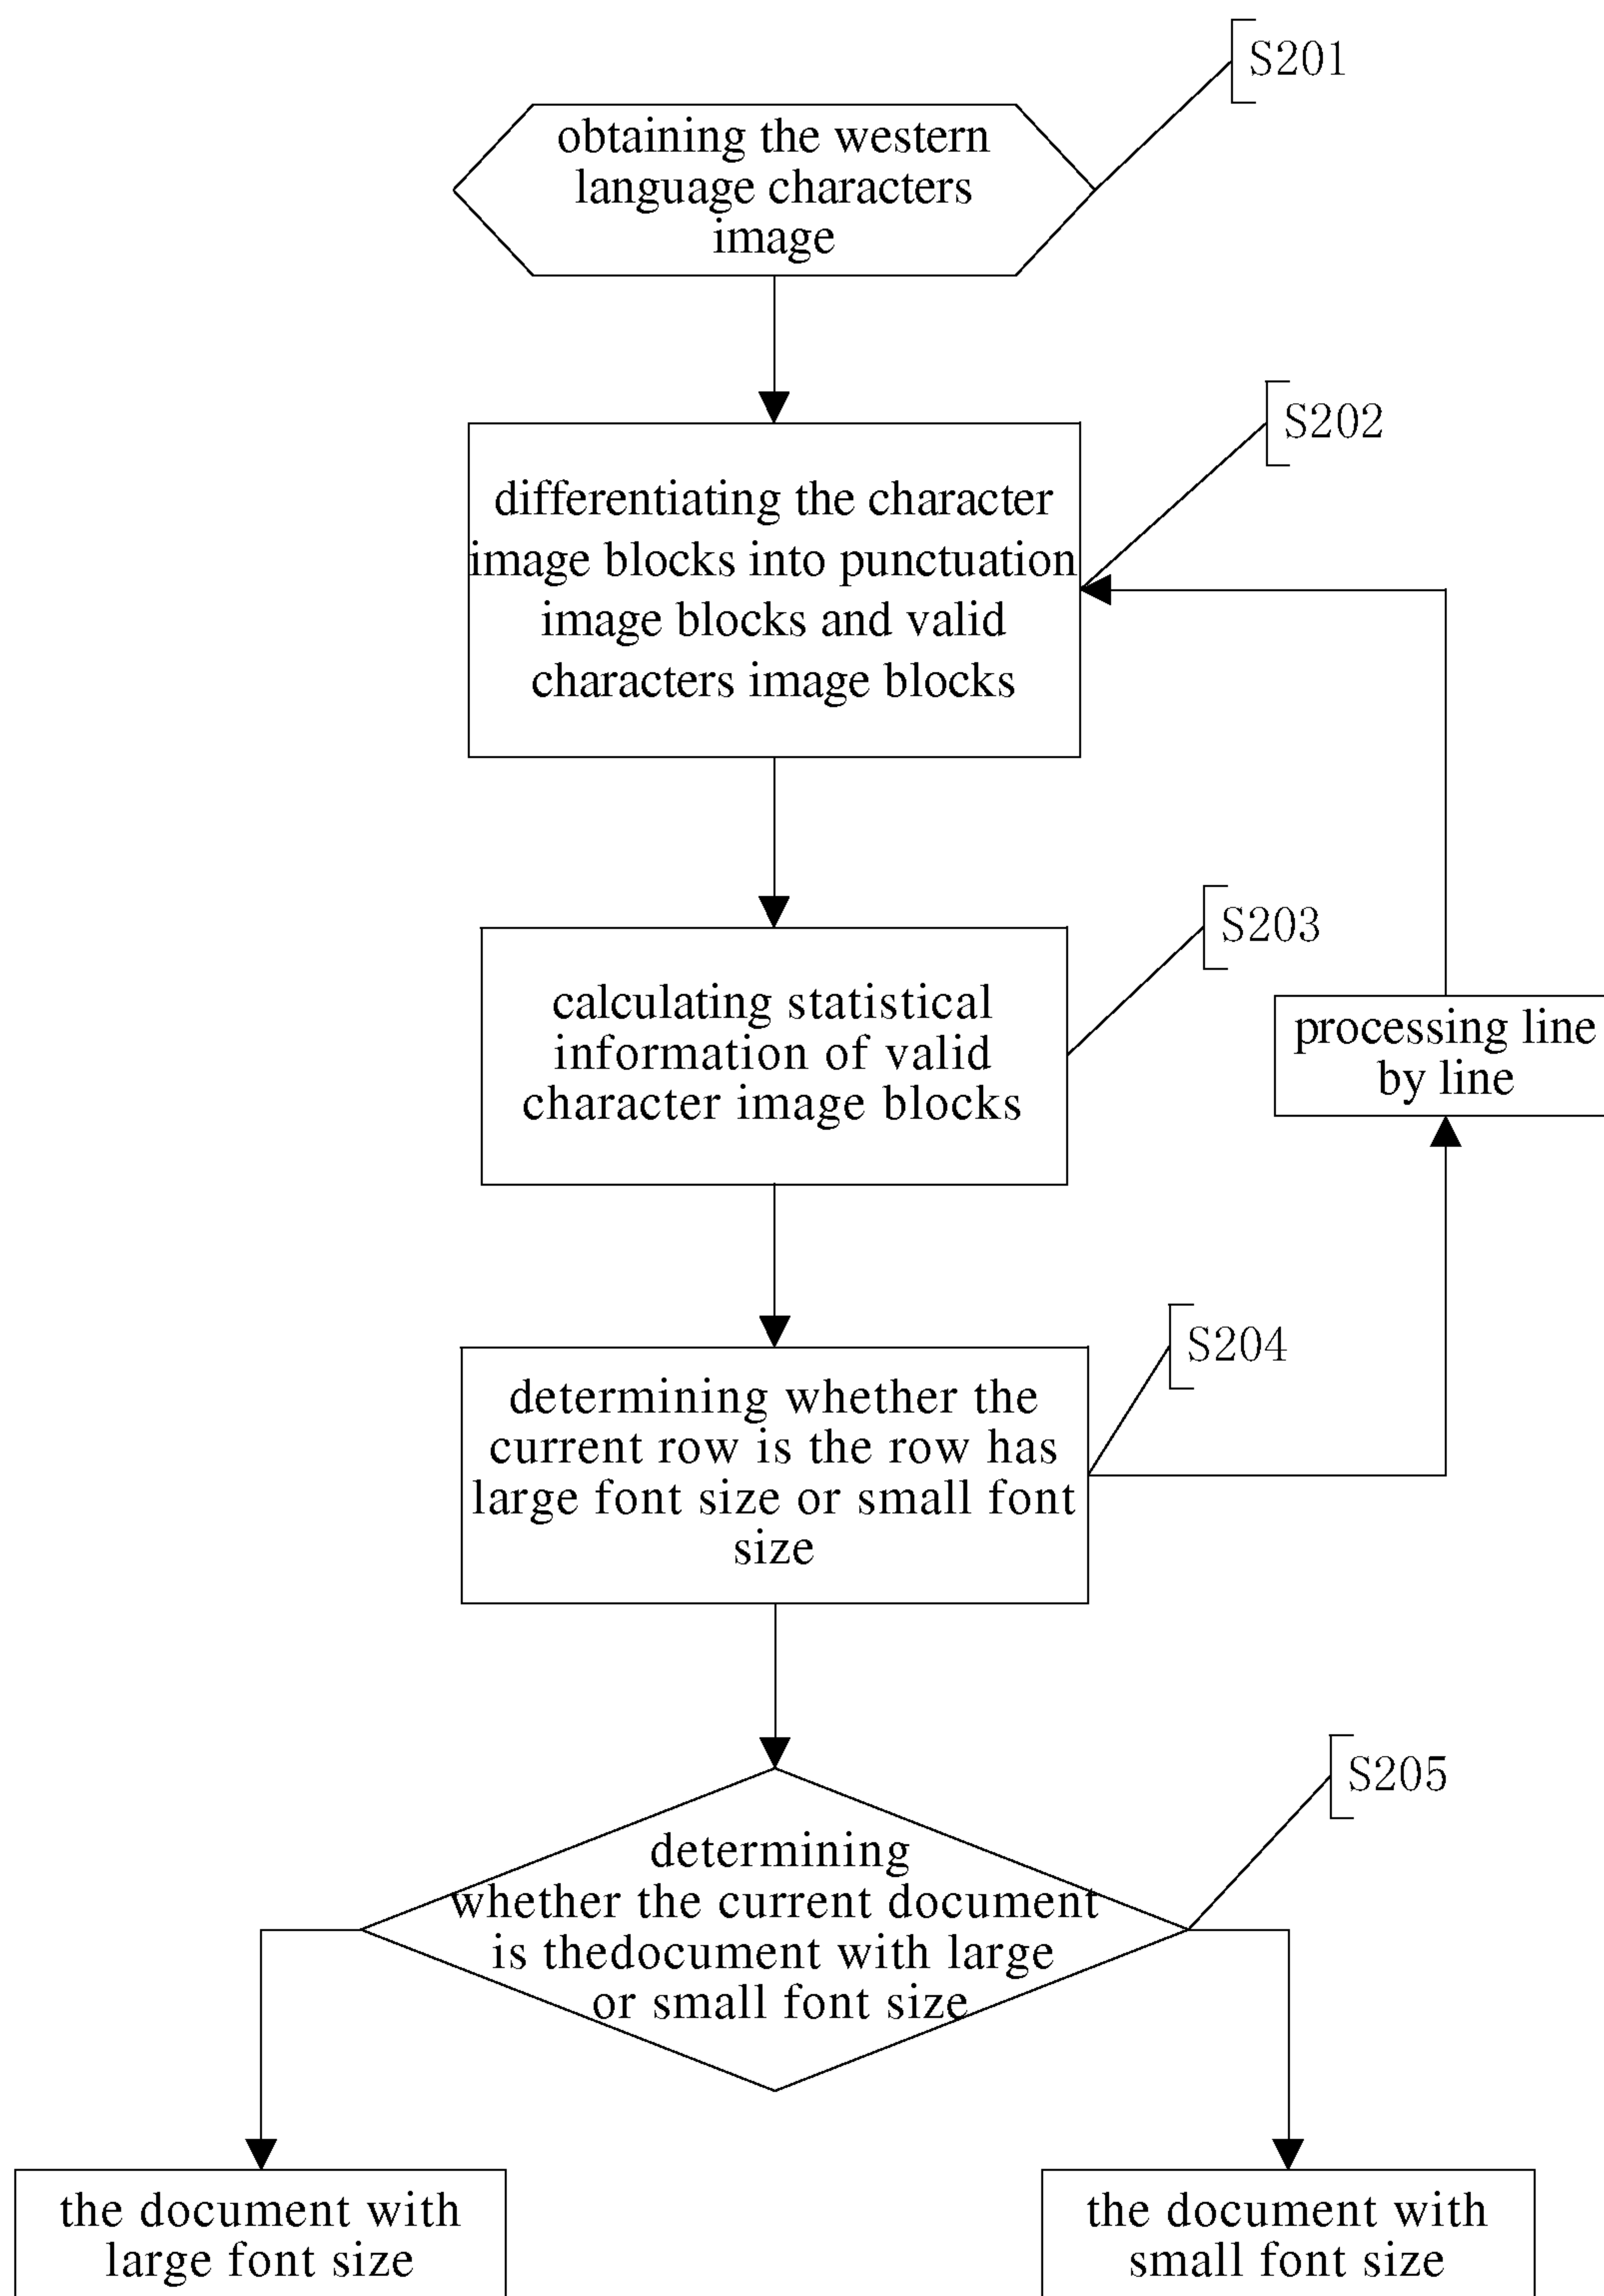 S201
obtaining the western
language characters
image
S202
differentiating the character
image blocks into punctuation
image blocks and valid
characters image blocks
S203
calculating statistical
information of valid
character image blocks
processing line
by line
S204
determining whether the
current row is the row has
large font size or small font
size
S205
determining
whether the current document
is thedocument with large
or small font size
the document with
large font size
the document with
small font size